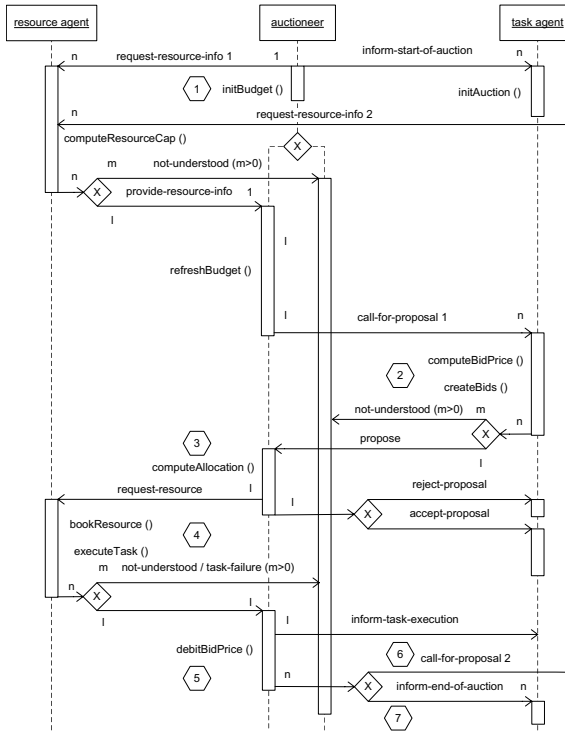 resource agent auctioneer task agent
n request-resource-info 1 1 inform-start-of-auction n
1 initBudget () initAuction ()
n request-resource-info 2
computeResourceCap ()
X
m not-understood (m>0)
n X provide-resource-info 1
l
l
refreshBudget ()
l call-for-proposal 1 n
computeBidPrice ()
2
createBids ()
not-understood (m>0) m
X n
3 propose l
computeAllocation ()
request-resource l reject-proposal
l X
bookResource () accept-proposal
4
executeTask ()
m not-understood / task-failure (m>0)
n X
l l l inform-task-execution
debitBidPrice () 6 call-for-proposal 2
5 n X inform-end-of-auction n
7